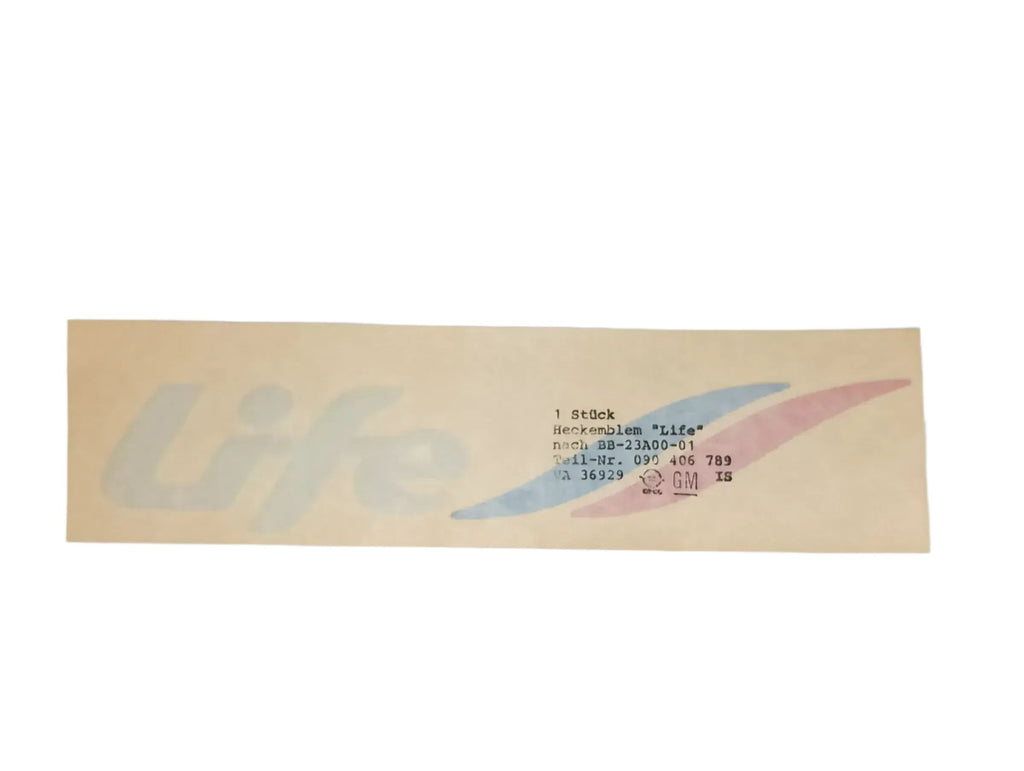 Life
1 Stück
Heckemblem "Life"
nach BB-23A00-01
Teil-Nr. 090 406 789
VA 36929 OPEL GM IS